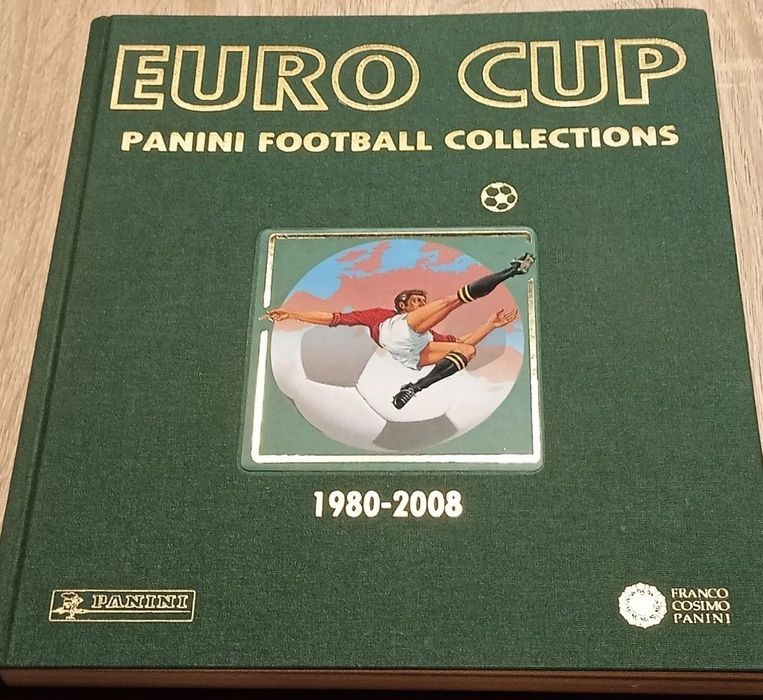 EURO CUP
PANINI FOOTBALL COLLECTIONS
1980-2008
PANINI
FRANCO
COSIMO
PANINI